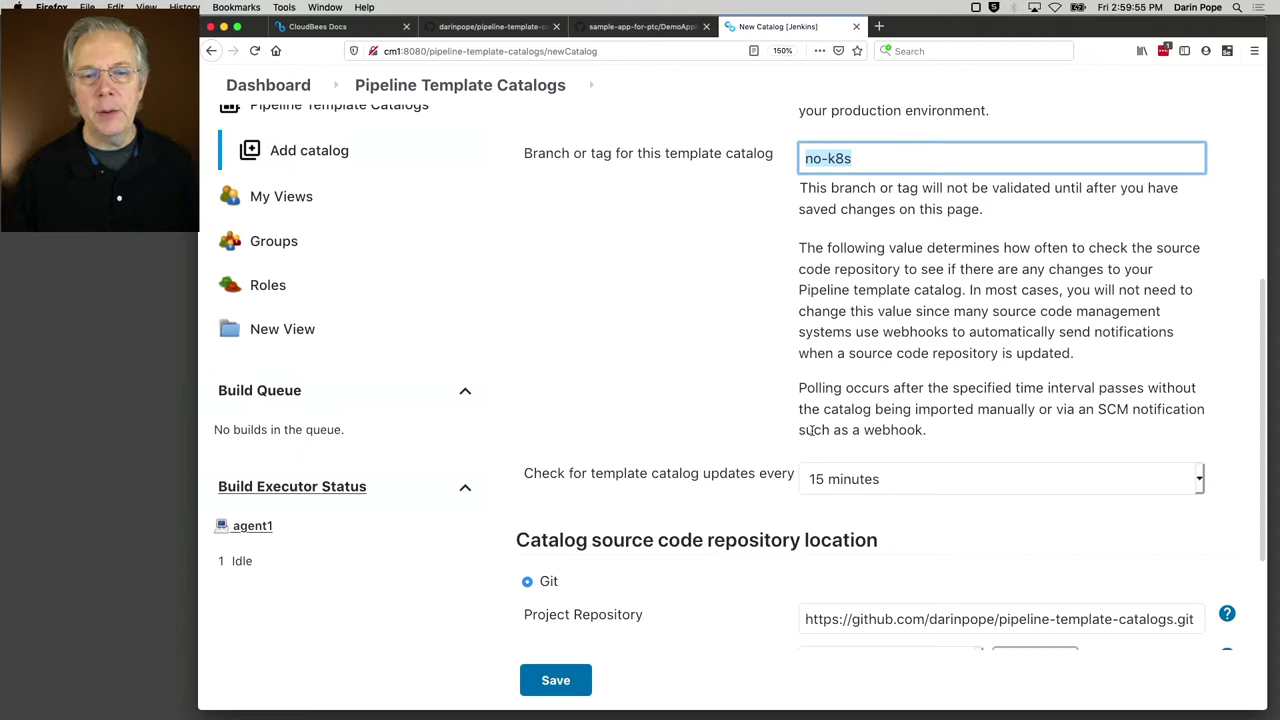 Firefox File Edit View History Bookmarks Tools Window Help
Fri 2:59:55 PM Darin Pope
CloudBees Docs
darinpope/pipeline-template-c
sample-app-for-ptc/DemoAppl
New Catalog [Jenkins]
cm1:8080/pipeline-template-catalogs/newCatalog
150%
Search
Dashboard
Pipeline Template Catalogs
Pipeline Template Catalogs
Add catalog
My Views
Groups
Roles
New View
Build Queue
No builds in the queue.
Build Executor Status
agent1
1 Idle
your production environment.
Branch or tag for this template catalog
no-k8s
This branch or tag will not be validated until after you have
saved changes on this page.
The following value determines how often to check the source
code repository to see if there are any changes to your
Pipeline template catalog. In most cases, you will not need to
change this value since many source code management
systems use webhooks to automatically send notifications
when a source code repository is updated.
Polling occurs after the specified time interval passes without
the catalog being imported manually or via an SCM notification
such as a webhook.
Check for template catalog updates every
15 minutes
Catalog source code repository location
Git
Project Repository
https://github.com/darinpope/pipeline-template-catalogs.git
Save